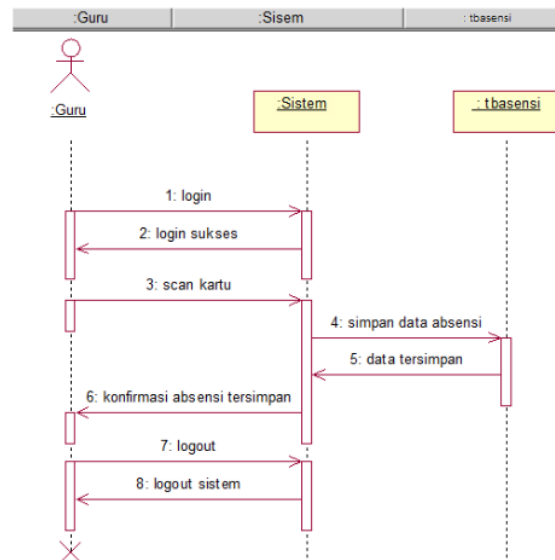 :Guru :Sisem : tbasensi
:Guru
:Sistem
: tbasensi
1: login
2: login sukses
3: scan kartu
4: simpan data absensi
5: data tersimpan
6: konfirmasi absensi tersimpan
7: logout
8: logout sistem